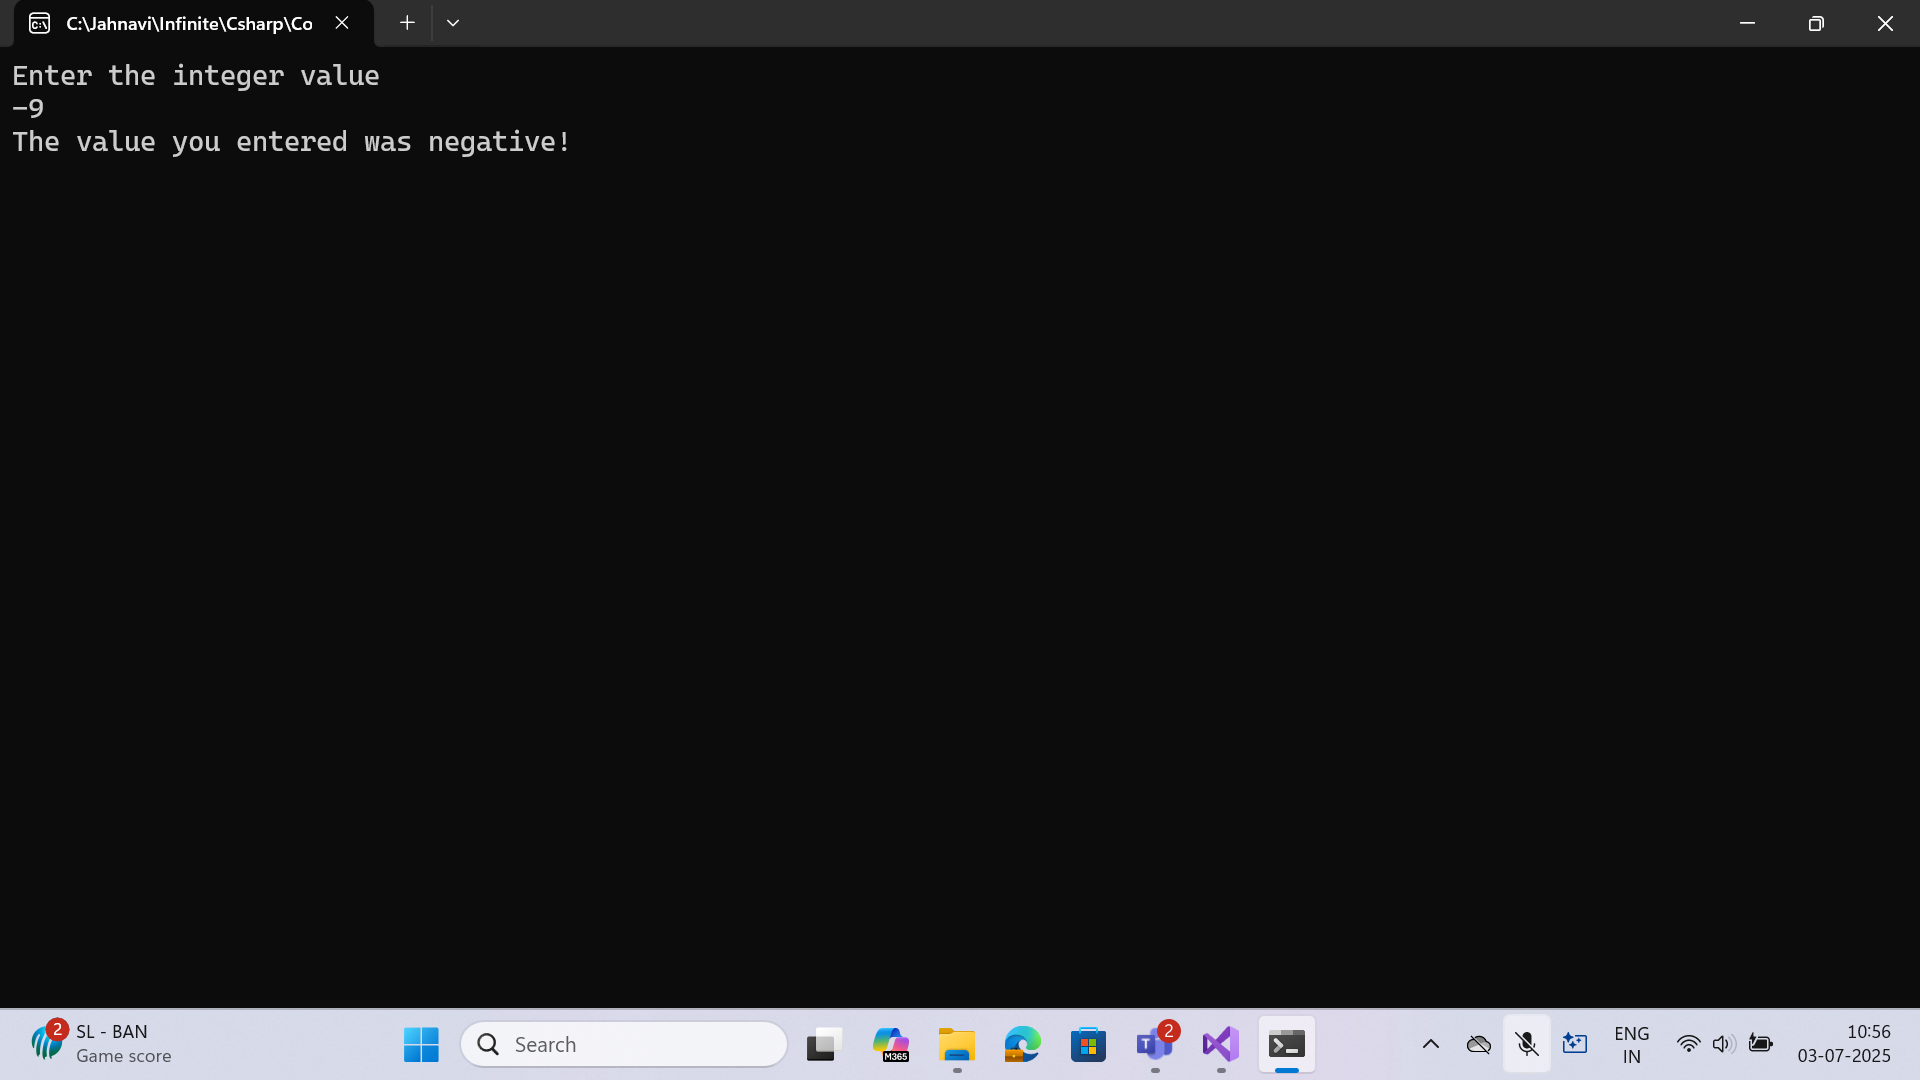 C:\Jahnavi\Infinite\Csharp\Co
Enter the integer value
-9
The value you entered was negative!
2
SL - BAN
Game score
Search
M365
T
2
ENG
IN
10:56
03-07-2025